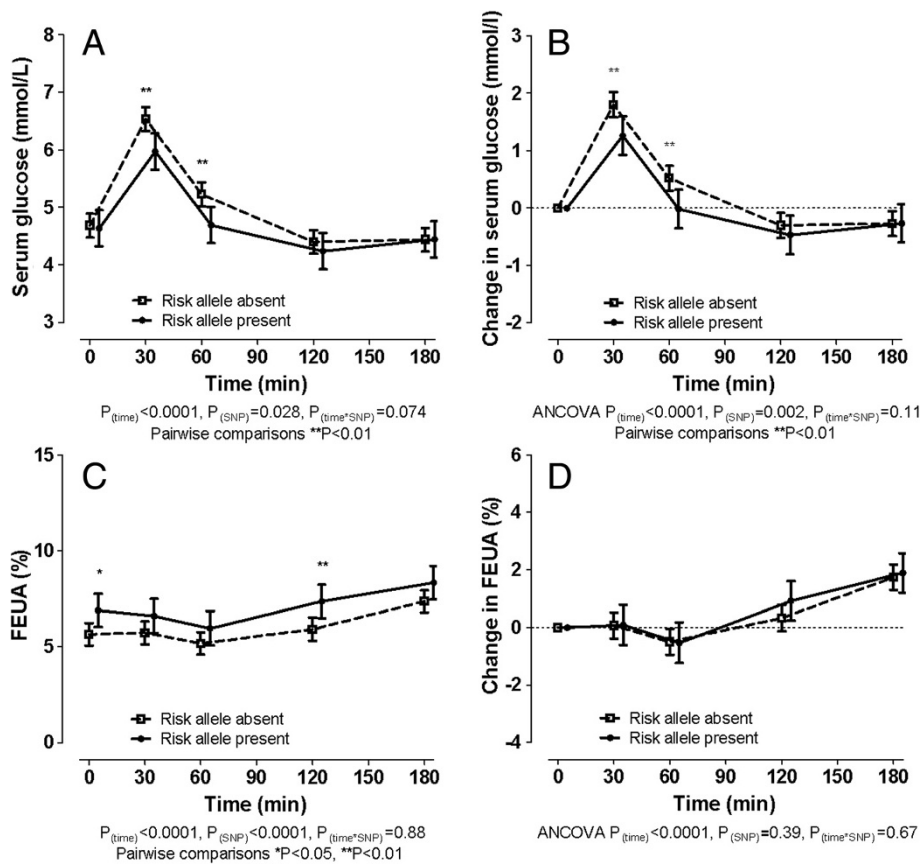 A
Serum glucose (mmol/L)
8
7
6
5
4
3
**
**
Risk allele absent
Risk allele present
0 30 60 90 120 150 180
Time (min)
P(time)<0.0001, P(SNP)=0.028, P(time*SNP)=0.074
Pairwise comparisons **P<0.01
B
Change in serum glucose (mmol/l)
3
2
1
0
-1
-2
**
**
Risk allele absent
Risk allele present
0 30 60 90 120 150 180
Time (min)
ANCOVA P(time)<0.0001, P(SNP)=0.002, P(time*SNP)=0.11
Pairwise comparisons **P<0.01
C
FEUA (%)
15
10
5
0
*
**
Risk allele absent
Risk allele present
0 30 60 90 120 150 180
Time (min)
P(time)<0.0001, P(SNP)<0.0001, P(time*SNP)=0.88
Pairwise comparisons *P<0.05, **P<0.01
D
Change in FEUA (%)
6
4
2
0
-2
-4
Risk allele absent
Risk allele present
0 30 60 90 120 150 180
Time (min)
ANCOVA P(time)<0.0001, P(SNP)=0.39, P(time*SNP)=0.67